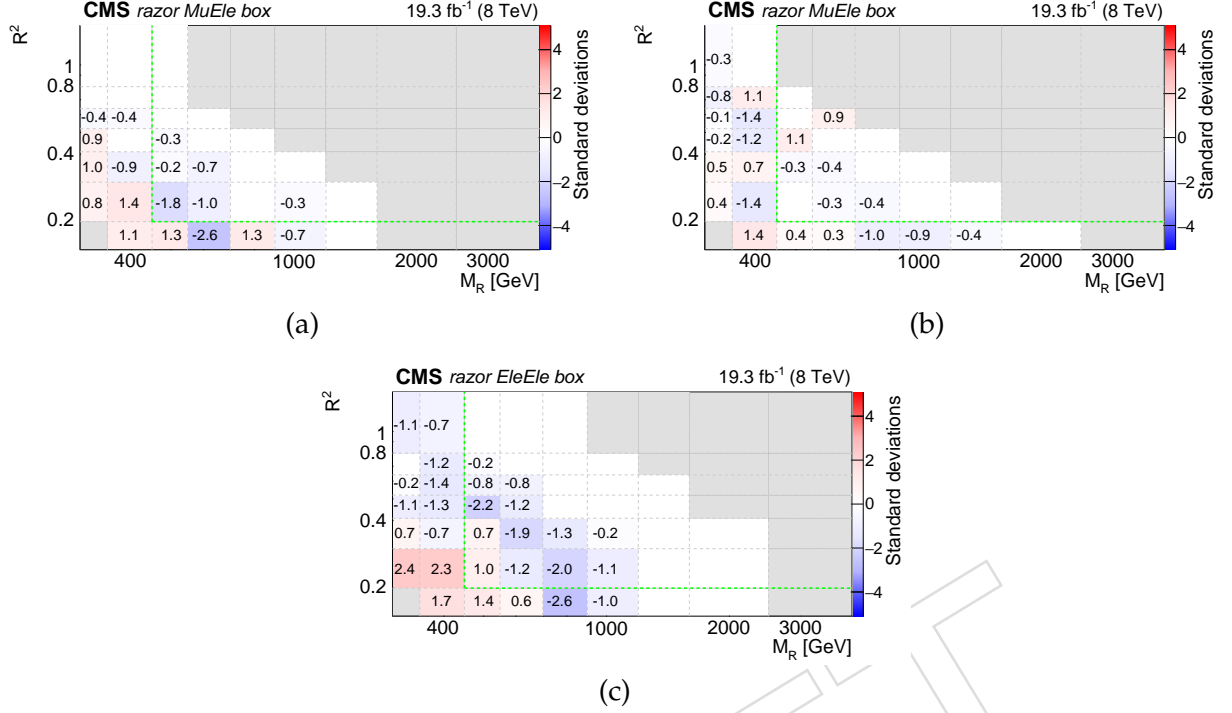 CMS razor MuEle box 19.3 fb⁻¹ (8 TeV)
R²
1
0.8
0.4
0.2
-0.4 -0.4
0.9 -0.3
1.0 -0.9 -0.2 -0.7
0.8 1.4 -1.8 -1.0 -0.3
1.1 1.3 -2.6 1.3 -0.7
400 1000 2000 3000
M_R [GeV]
4
2
0
−2
−4
Standard deviations
(a)
CMS razor MuEle box 19.3 fb⁻¹ (8 TeV)
R²
1
0.8
0.4
0.2
-0.3
-0.8 1.1
-0.1 -1.4 0.9
-0.2 -1.2 1.1
0.5 0.7 -0.3 -0.4
0.4 -1.4 -0.3 -0.4
1.4 0.4 0.3 -1.0 -0.9 -0.4
400 1000 2000 3000
M_R [GeV]
4
2
0
−2
−4
Standard deviations
(b)
CMS razor EleEle box 19.3 fb⁻¹ (8 TeV)
R²
1
0.8
0.4
0.2
-1.1 -0.7
-1.2 -0.2
-0.2 -1.4 -0.8 -0.8
-1.1 -1.3 -2.2 -1.2
0.7 -0.7 0.7 -1.9 -1.3 -0.2
2.4 2.3 1.0 -1.2 -2.0 -1.1
1.7 1.4 0.6 -2.6 -1.0
400 1000 2000 3000
M_R [GeV]
4
2
0
−2
−4
Standard deviations
(c)